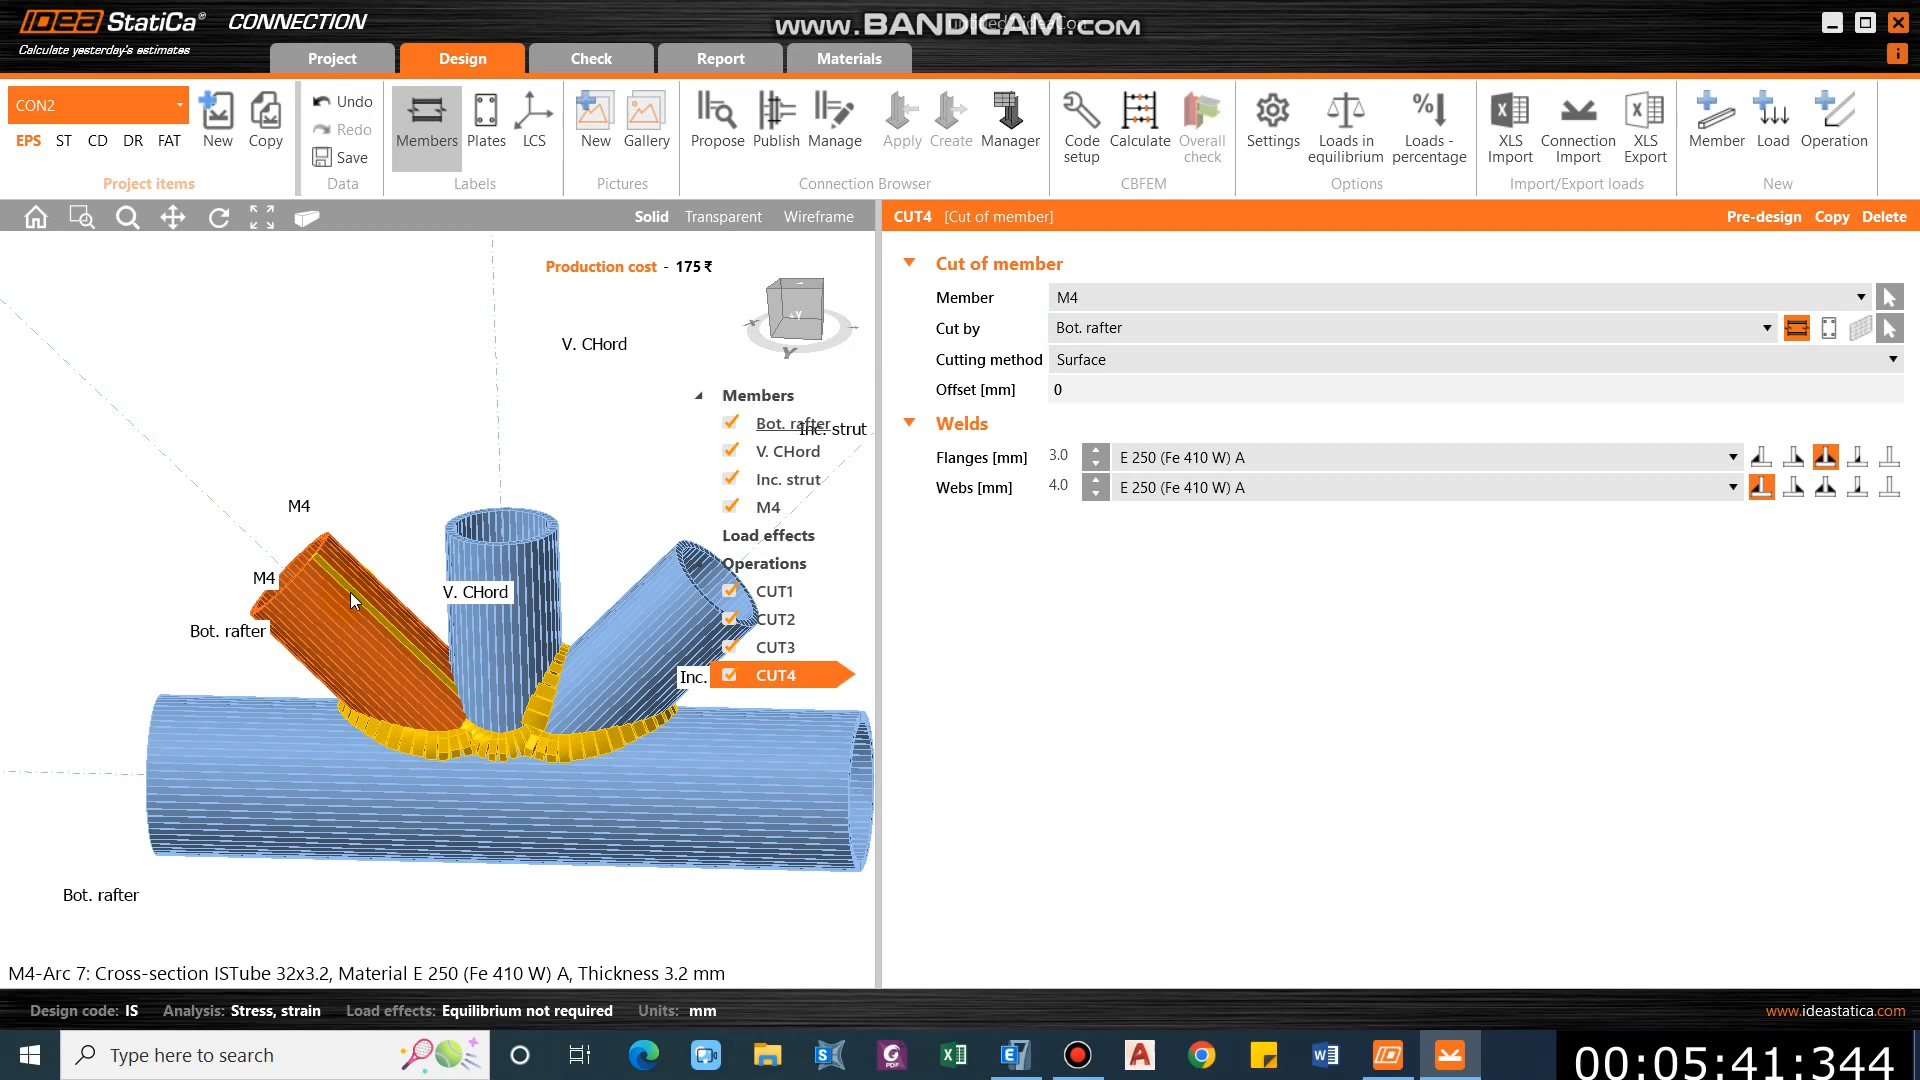 IDEA StatiCa® CONNECTION
Calculate yesterday's estimates
www.BANDICAM.com
Project
Design
Check
Report
Materials
CON2
EPS ST CD DR FAT
New
Copy
Project items
Undo
Redo
Save
Data
Members
Plates
LCS
Labels
New
Gallery
Pictures
Propose
Publish
Manage
Apply
Create
Manager
Connection Browser
Code setup
Calculate
Overall check
CBFEM
Settings
Loads in equilibrium
Loads - percentage
Options
XLS Import
Connection Import
XLS Export
Import/Export loads
Member
Load
Operation
New
Solid Transparent Wireframe
Production cost - 175 ₹
+Y
Y
V. CHord
Members
Bot. rafter
Inc. strut
V. CHord
Inc. strut
M4
Load effects
Operations
CUT1
CUT2
CUT3
CUT4
M4
M4
V. CHord
Bot. rafter
Inc.
Bot. rafter
M4-Arc 7: Cross-section ISTube 32x3.2, Material E 250 (Fe 410 W) A, Thickness 3.2 mm
CUT4 [Cut of member]
Pre-design Copy Delete
Cut of member
Member M4
Cut by Bot. rafter
Cutting method Surface
Offset [mm] 0
Welds
Flanges [mm] 3.0 E 250 (Fe 410 W) A
Webs [mm] 4.0 E 250 (Fe 410 W) A
Design code: IS Analysis: Stress, strain Load effects: Equilibrium not required Units: mm
www.ideastatica.com
Type here to search
00:05:41:344